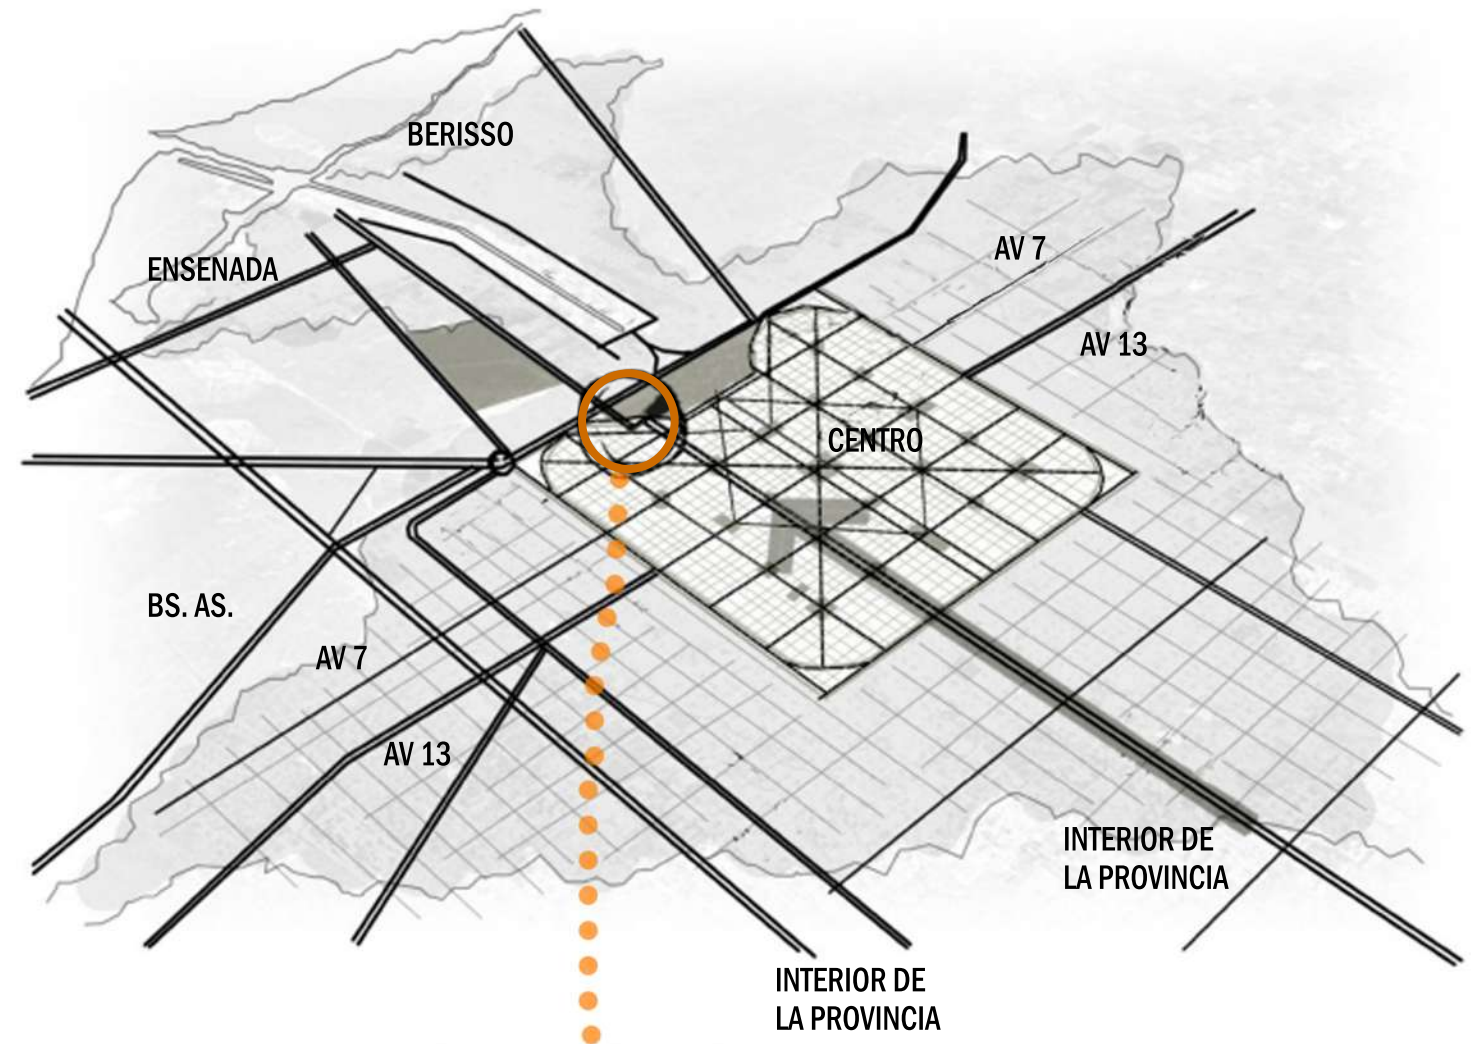 BERISSO
ENSENADA
AV 7
AV 13
CENTRO
BS. AS.
AV 7
AV 13
INTERIOR DE
LA PROVINCIA
INTERIOR DE
LA PROVINCIA